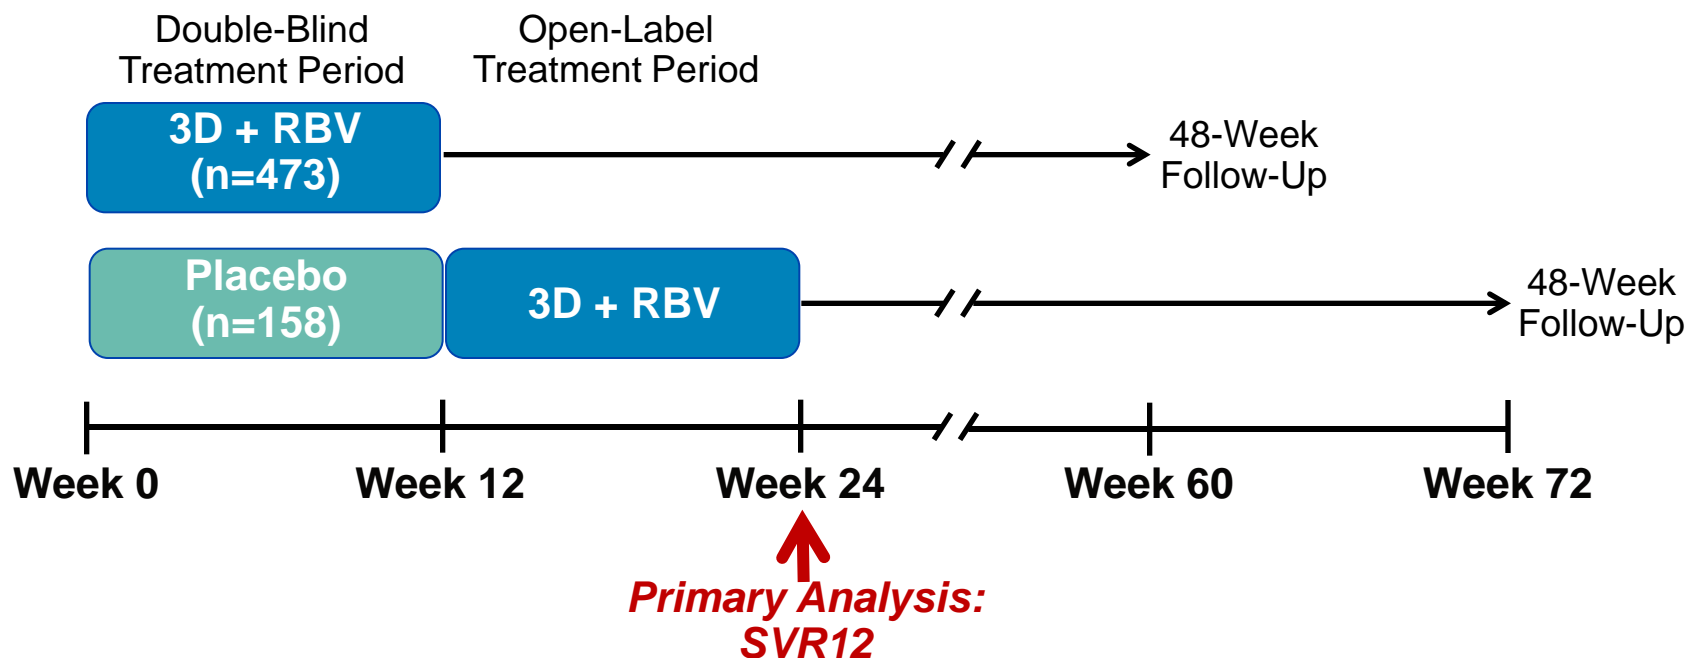 Double-Blind
Treatment Period
Open-Label
Treatment Period
3D + RBV
(n=473)
48-Week
Follow-Up
Placebo
(n=158)
3D + RBV
48-Week
Follow-Up
Week 0
Week 12
Week 24
Week 60
Week 72
Primary Analysis:
SVR12